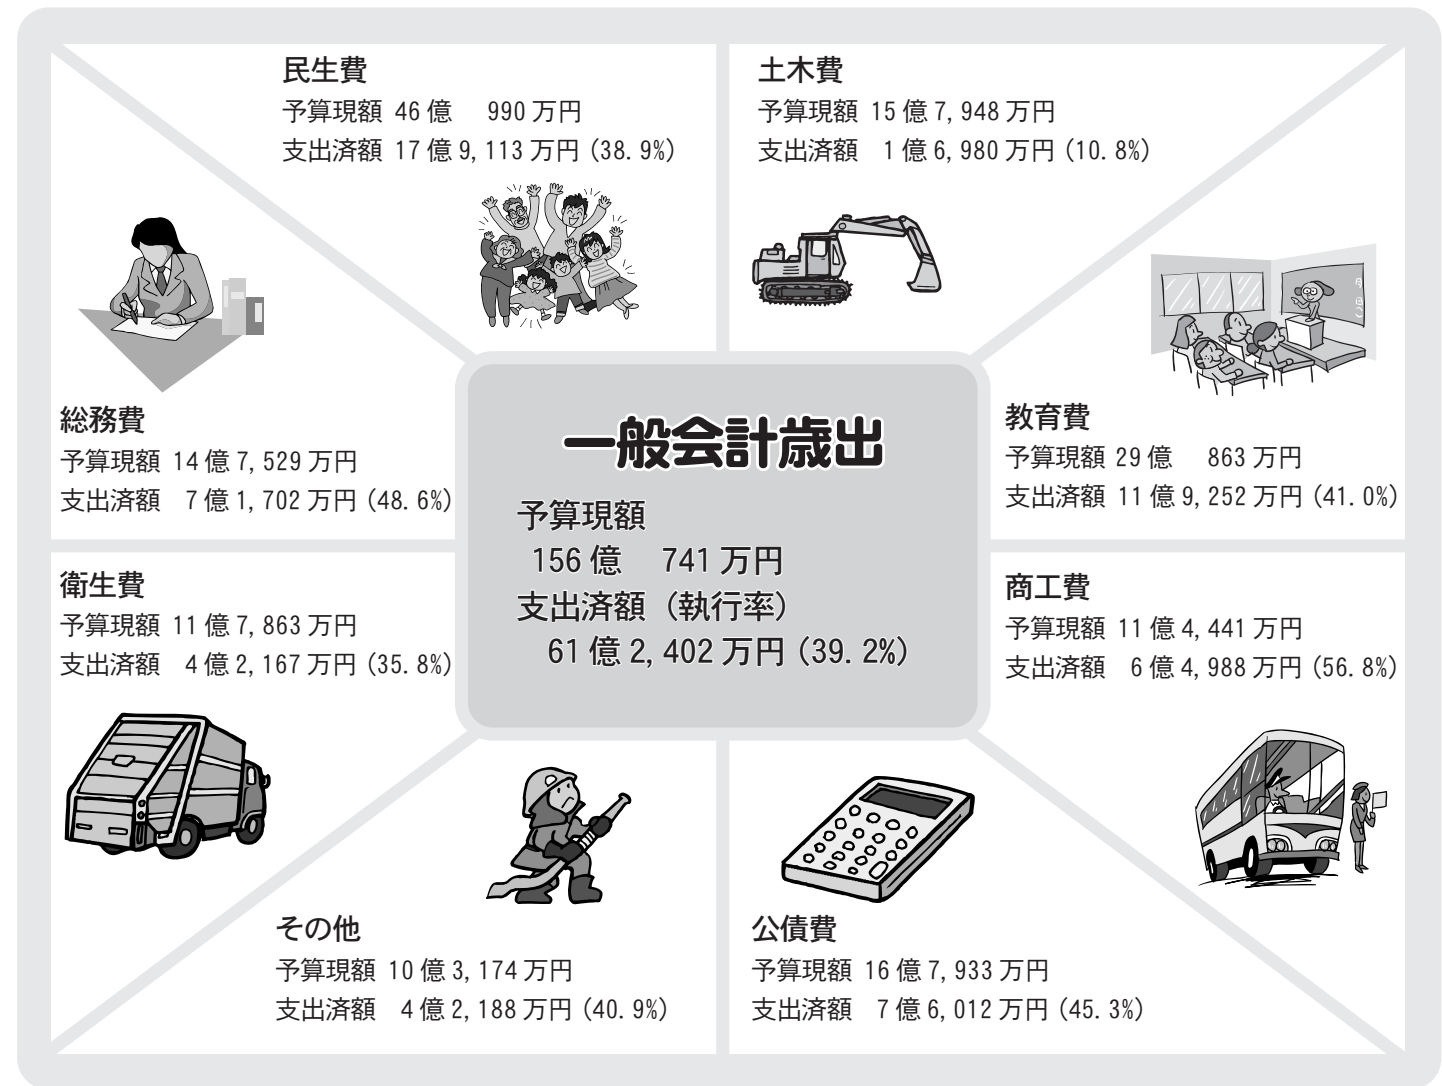 民生費
予算現額 46億 990万円
支出済額 17億9,113万円(38.9%)
土木費
予算現額 15億7,948万円
支出済額 1億6,980万円(10.8%)
総務費
予算現額 14億7,529万円
支出済額 7億1,702万円(48.6%)
一般会計歳出
予算現額
156億 741万円
支出済額(執行率)
61億2,402万円(39.2%)
教育費
予算現額 29億 863万円
支出済額 11億9,252万円(41.0%)
衛生費
予算現額 11億7,863万円
支出済額 4億2,167万円(35.8%)
商工費
予算現額 11億4,441万円
支出済額 6億4,988万円(56.8%)
その他
予算現額 10億3,174万円
支出済額 4億2,188万円(40.9%)
公債費
予算現額 16億7,933万円
支出済額 7億6,012万円(45.3%)